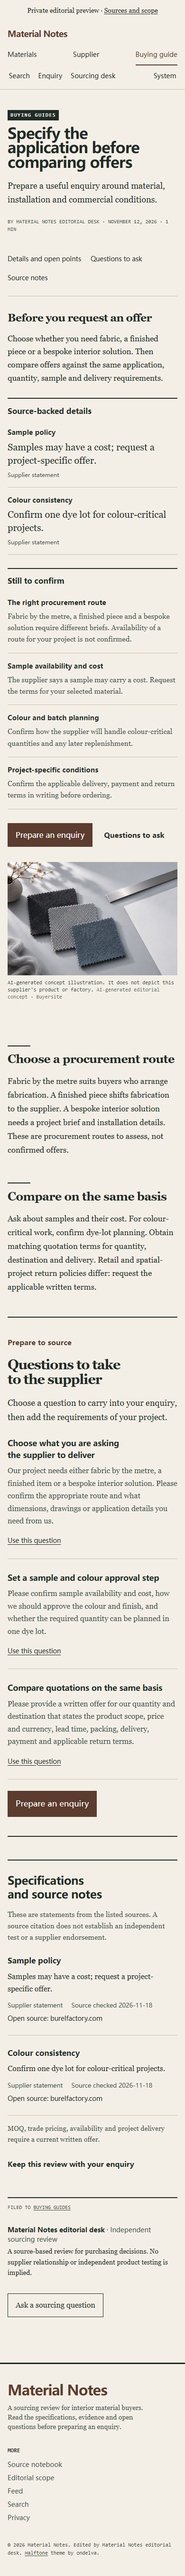 Private editorial preview · Sources and scope
Material Notes
Materials Supplier Buying guide
Search Enquiry Sourcing desk System
BUYING GUIDES
Specify the
application before
comparing offers
Prepare a useful enquiry around material,
installation and commercial conditions.
BY MATERIAL NOTES EDITORIAL DESK · NOVEMBER 12, 2026 · 1
MIN
Details and open points Questions to ask
Source notes
Before you request an offer
Choose whether you need fabric, a finished
piece or a bespoke interior solution. Then
compare offers against the same application,
quantity, sample and delivery requirements.
Source-backed details
Sample policy
Samples may have a cost; request a
project-specific offer.
Supplier statement
Colour consistency
Confirm one dye lot for colour-critical
projects.
Supplier statement
Still to confirm
The right procurement route
Fabric by the metre, a finished piece and a bespoke
solution require different briefs. Availability of a
route for your project is not confirmed.
Sample availability and cost
The supplier says a sample may carry a cost. Request
the terms for your selected material.
Colour and batch planning
Confirm how the supplier will handle colour-critical
quantities and any later replenishment.
Project-specific conditions
Confirm the applicable delivery, payment and return
terms in writing before ordering.
Prepare an enquiry Questions to ask
AI-generated concept illustration. It does not depict this
supplier's product or factory. AI-generated editorial
concept · Buyersite
Choose a procurement route
Fabric by the metre suits buyers who arrange
fabrication. A finished piece shifts fabrication
to the supplier. A bespoke interior solution
needs a project brief and installation details.
These are procurement routes to assess, not
confirmed offers.
Compare on the same basis
Ask about samples and their cost. For colour-
critical work, confirm dye-lot planning. Obtain
matching quotation terms for quantity,
destination and delivery. Retail and spatial-
project return policies differ: request the
applicable written terms.
Prepare to source
Questions to take
to the supplier
Choose a question to carry into your enquiry,
then add the requirements of your project.
Choose what you are asking
the supplier to deliver
Our project needs either fabric by the metre, a
finished item or a bespoke interior solution. Please
confirm the appropriate route and what
dimensions, drawings or application details you
need from us.
Use this question
Set a sample and colour approval step
Please confirm sample availability and cost, how
we should approve the colour and finish, and
whether the required quantity can be planned in
one dye lot.
Use this question
Compare quotations on the same basis
Please provide a written offer for our quantity and
destination that states the product scope, price
and currency, lead time, packing, delivery,
payment and applicable return terms.
Use this question
Prepare an enquiry
Specifications
and source notes
These are statements from the listed sources. A
source citation does not establish an independent
test or a supplier endorsement.
Sample policy
Samples may have a cost; request a project-
specific offer.
Supplier statement Source checked 2026-11-18
Open source: burelfactory.com
Colour consistency
Confirm one dye lot for colour-critical projects.
Supplier statement Source checked 2026-11-18
Open source: burelfactory.com
MOQ, trade pricing, availability and project delivery
require a current written offer.
Keep this review with your enquiry
FILED TO BUYING GUIDES
Material Notes editorial desk · Independent
sourcing review
A source-based review for purchasing decisions. No
supplier relationship or independent product testing is
implied.
Ask a sourcing question
Material Notes
A sourcing review for interior material buyers.
Read the specifications, evidence and open
questions before preparing an enquiry.
MORE
Source notebook
Editorial scope
Feed
Search
Privacy
© 2026 Material Notes. Edited by Material Notes editorial
desk. Halftone theme by ondelva.